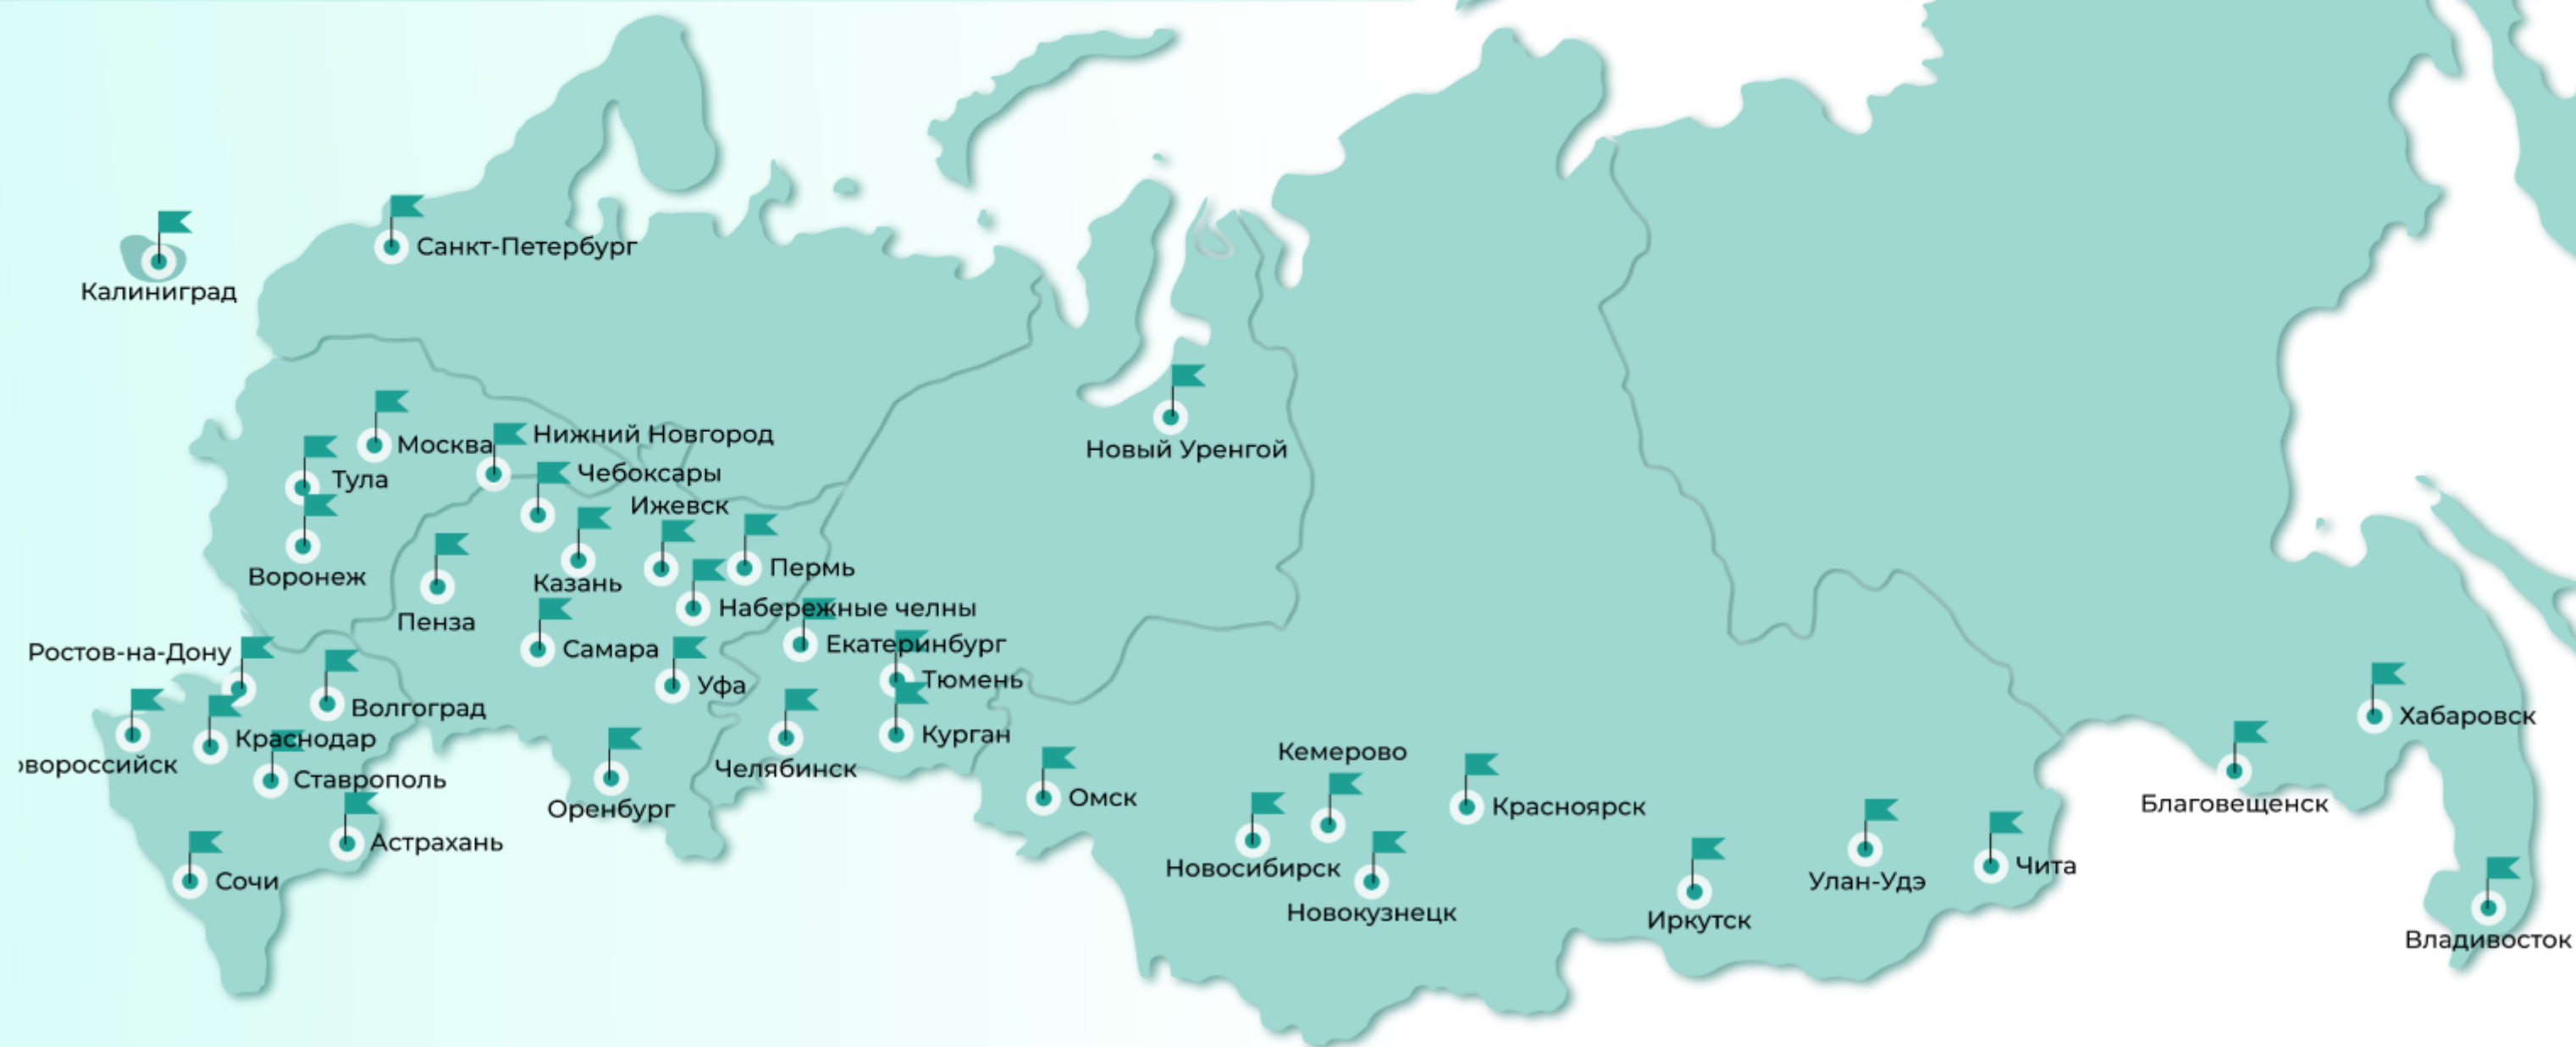 Санкт-Петербург
Калиниград
Нижний Новгород
Москва
Новый Уренгой
Чебоксары
Тула
Ижевск
Пермь
Воронеж
Казань
Набережные челны
Пенза
Екатеринбург
Самара
Ростов-на-Дону
Тюмень
Уфа
Волгоград
Хабаровск
Курган
Краснодар
Кемерово
овороссийск
Челябинск
Ставрополь
Омск
Благовещенск
Красноярск
Оренбург
Астрахань
Чита
Новосибирск
Сочи
Улан-Удэ
Новокузнецк
Иркутск
Владивосток